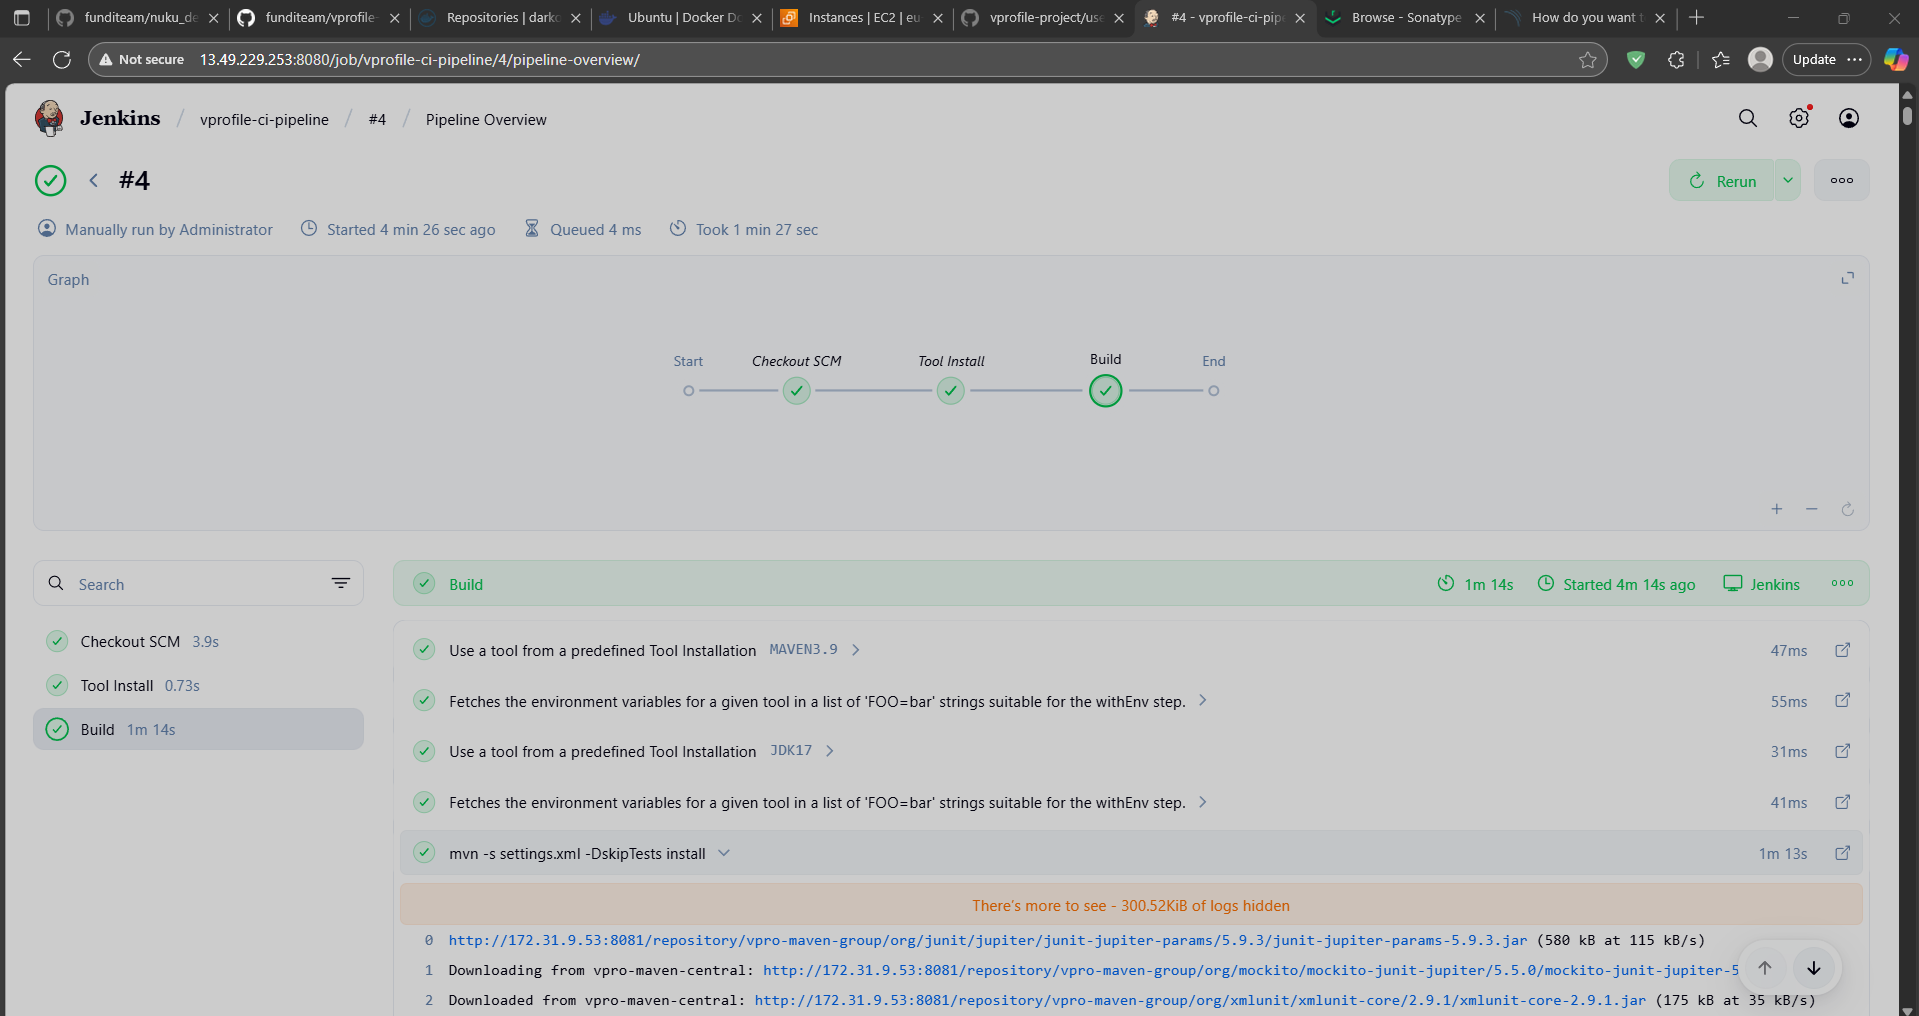 funditeam/nuku_de
funditeam/vprofile-
Repositories | darko
Ubuntu | Docker Do
Instances | EC2 | eu
vprofile-project/use
#4 - vprofile-ci-pipe
Browse - Sonatype
How do you want t
Not secure 13.49.229.253:8080/job/vprofile-ci-pipeline/4/pipeline-overview/
Update
Jenkins / vprofile-ci-pipeline / #4 / Pipeline Overview
#4
Rerun
Manually run by Administrator Started 4 min 26 sec ago Queued 4 ms Took 1 min 27 sec
Graph
Start Checkout SCM Tool Install Build End
Search
Checkout SCM 3.9s
Tool Install 0.73s
Build 1m 14s
Build 1m 14s Started 4m 14s ago Jenkins
Use a tool from a predefined Tool Installation MAVEN3.9 47ms
Fetches the environment variables for a given tool in a list of 'FOO=bar' strings suitable for the withEnv step. 55ms
Use a tool from a predefined Tool Installation JDK17 31ms
Fetches the environment variables for a given tool in a list of 'FOO=bar' strings suitable for the withEnv step. 41ms
mvn -s settings.xml -DskipTests install 1m 13s
There's more to see - 300.52KiB of logs hidden
0 http://172.31.9.53:8081/repository/vpro-maven-group/org/junit/jupiter/junit-jupiter-params/5.9.3/junit-jupiter-params-5.9.3.jar (580 kB at 115 kB/s)
1 Downloading from vpro-maven-central: http://172.31.9.53:8081/repository/vpro-maven-group/org/mockito/mockito-junit-jupiter/5.5.0/mockito-junit-jupiter-5
2 Downloaded from vpro-maven-central: http://172.31.9.53:8081/repository/vpro-maven-group/org/xmlunit/xmlunit-core/2.9.1/xmlunit-core-2.9.1.jar (175 kB at 35 kB/s)